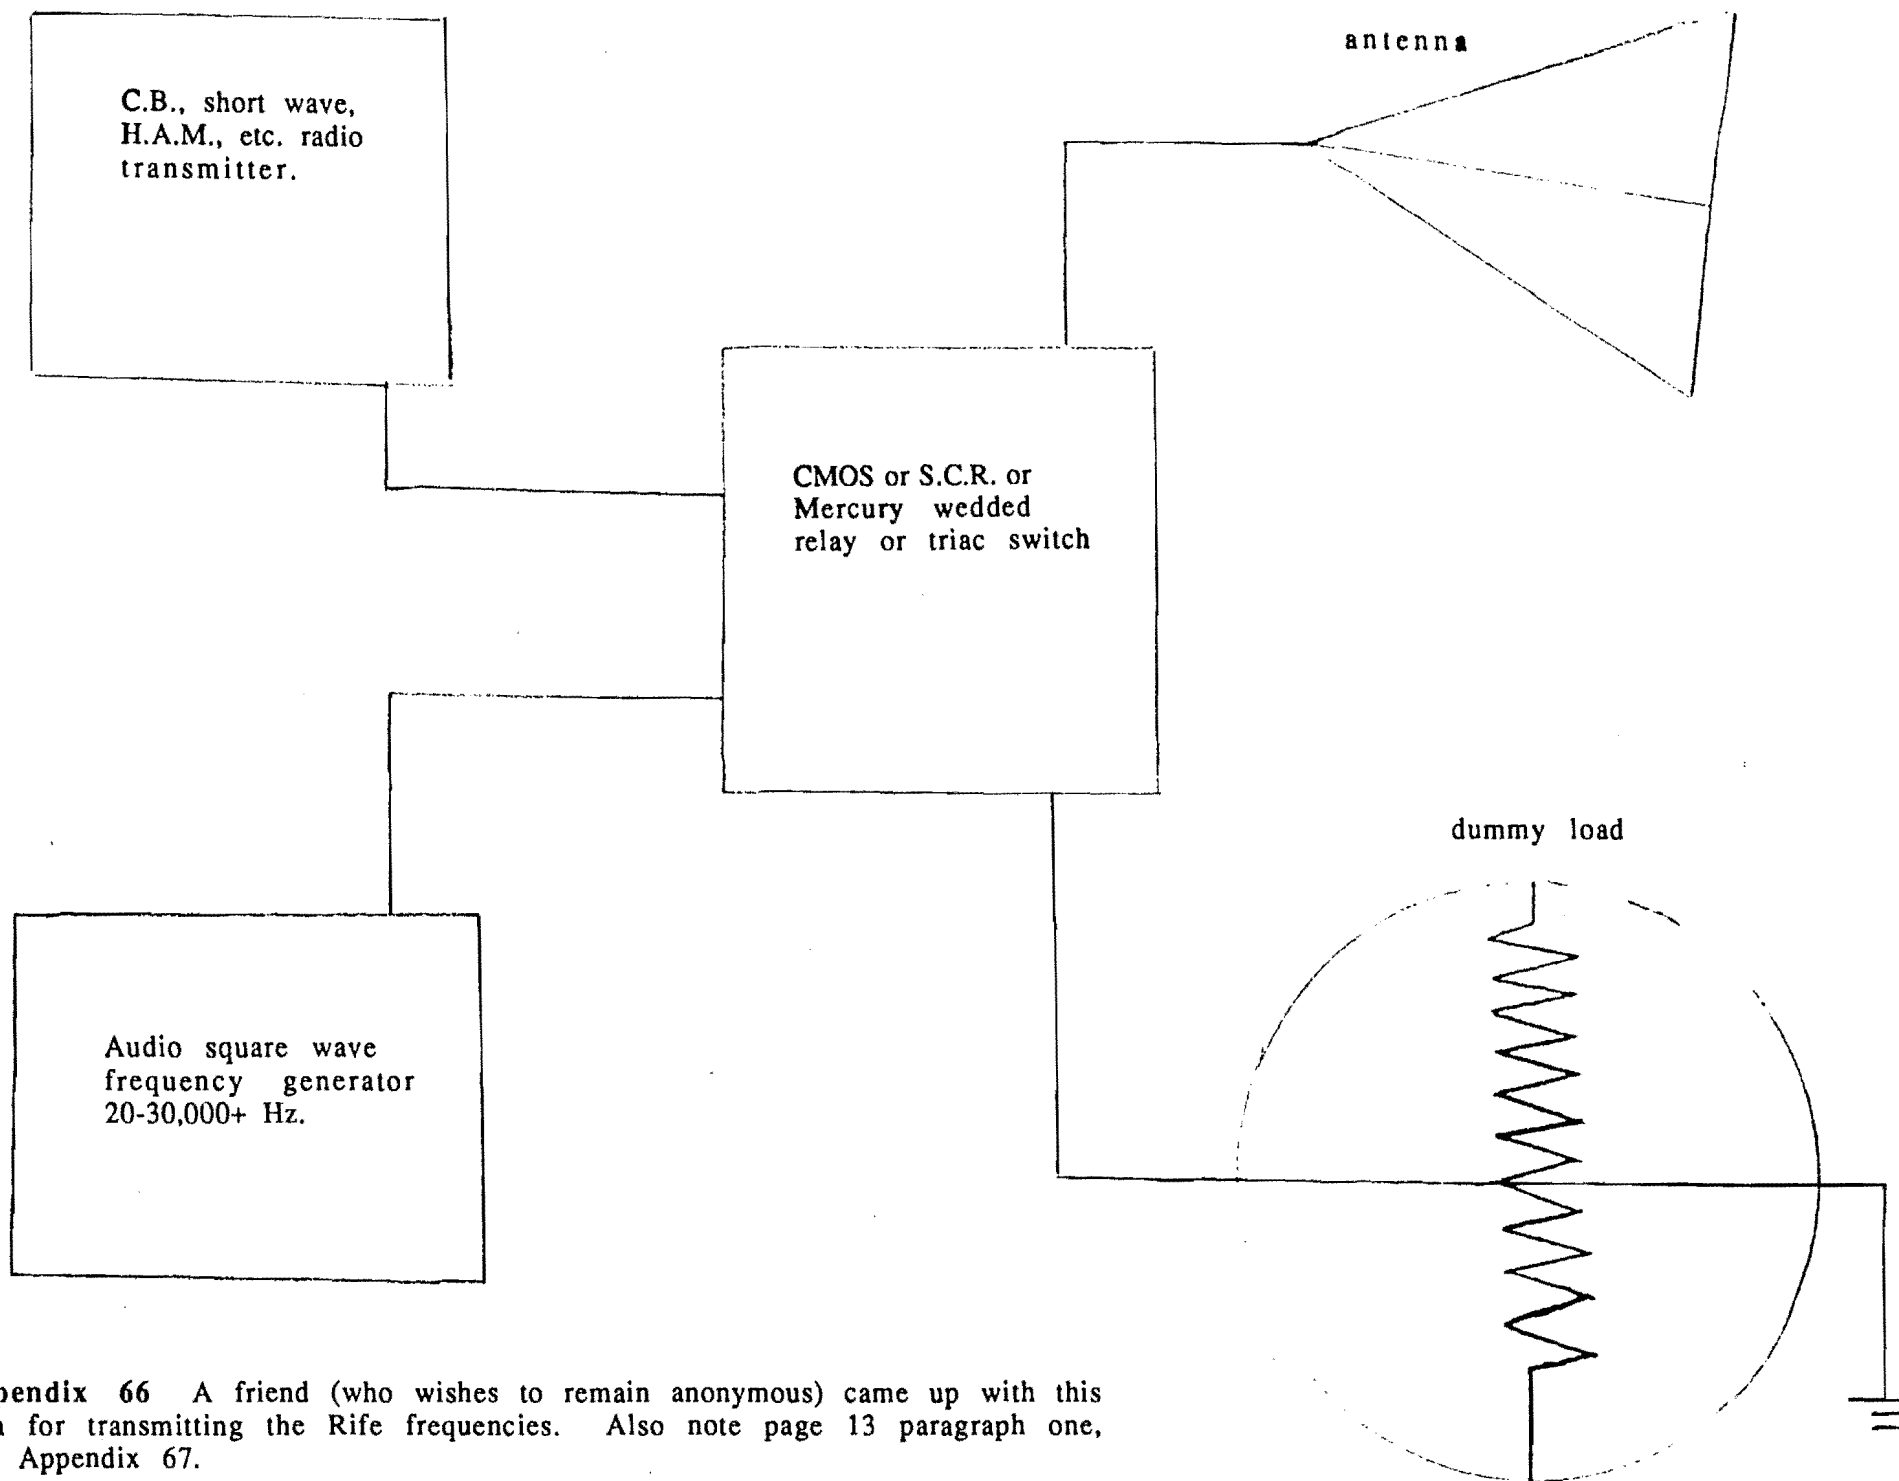 antenna
C.B., short wave,
H.A.M., etc. radio
transmitter.
CMOS or S.C.R. or
Mercury wedded
relay or triac switch
dummy load
Audio square wave
frequency generator
20-30,000+ Hz.
pendix 66 A friend (who wishes to remain anonymous) came up with this
for transmitting the Rife frequencies. Also note page 13 paragraph one,
Appendix 67.